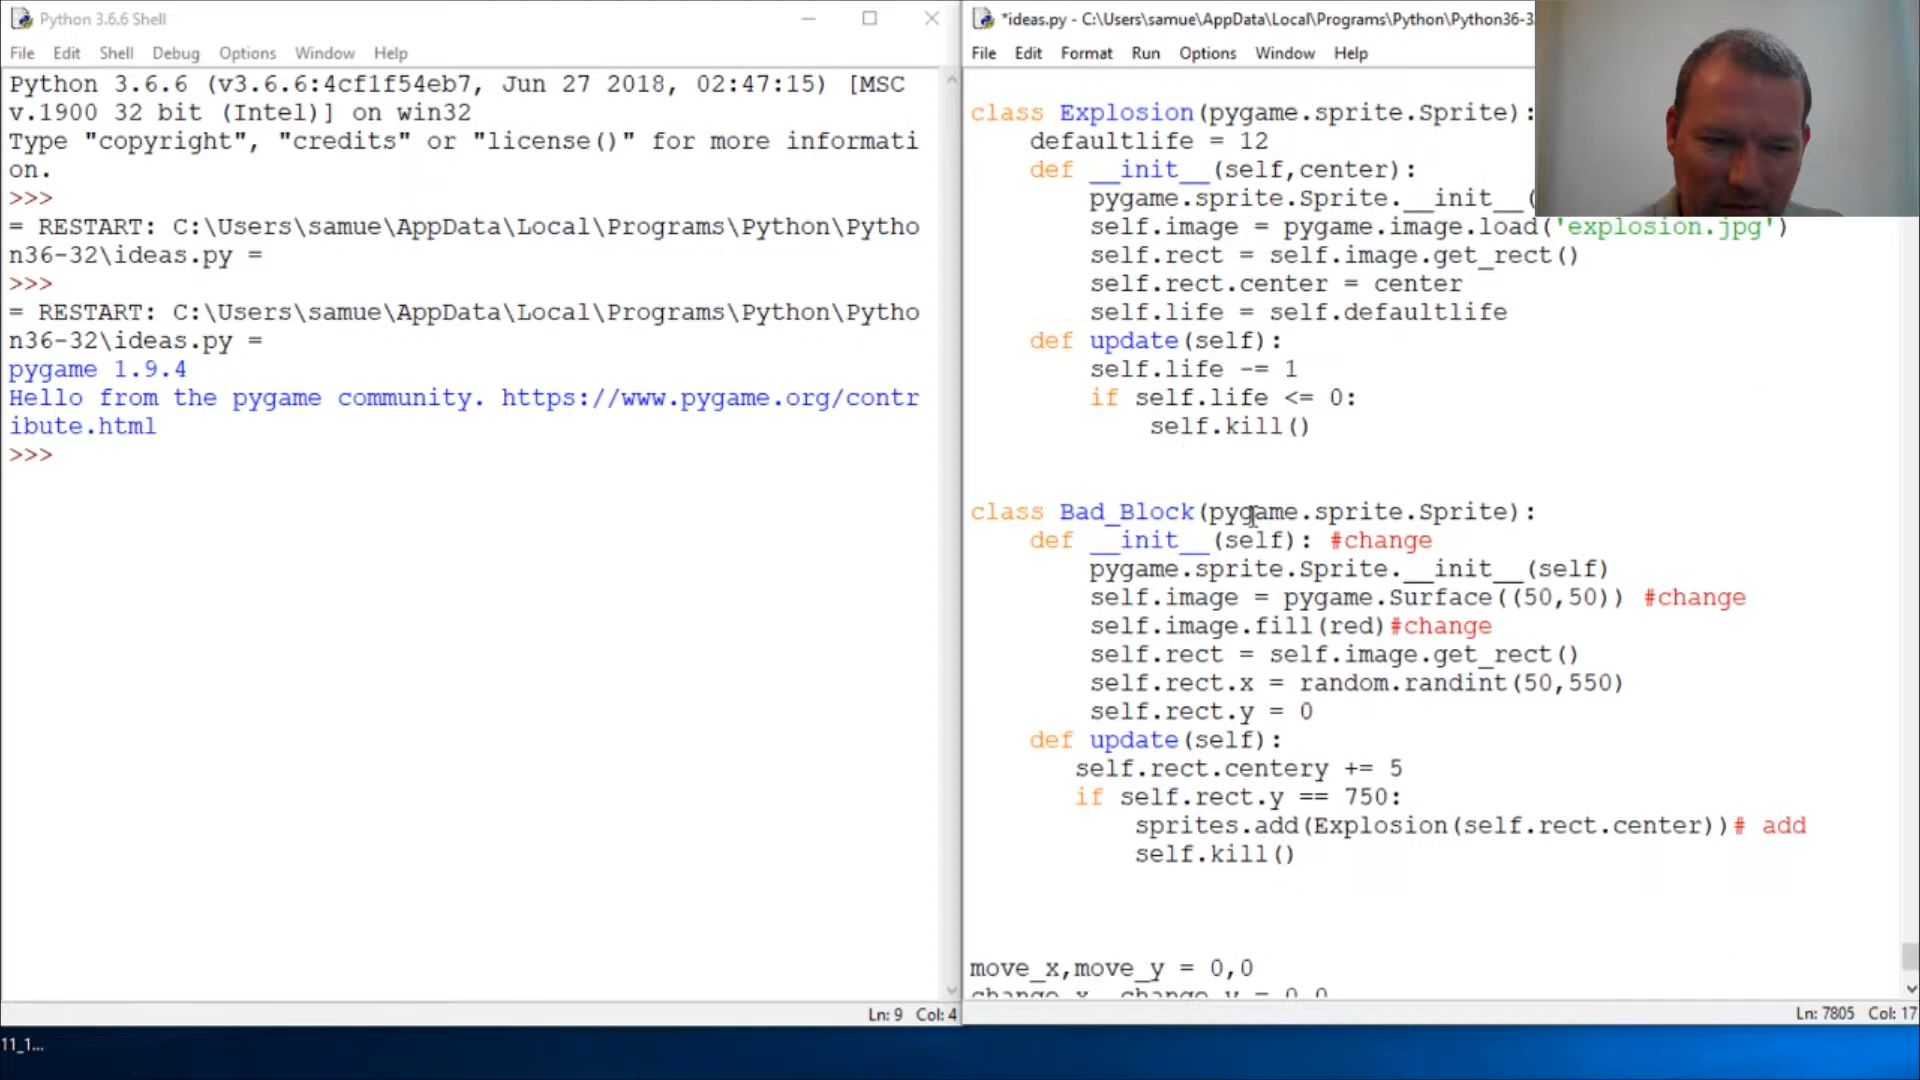 Python 3.6.6 Shell
File Edit Shell Debug Options Window Help
Python 3.6.6 (v3.6.6:4cf1f54eb7, Jun 27 2018, 02:47:15) [MSC
v.1900 32 bit (Intel)] on win32
Type "copyright", "credits" or "license()" for more informati
on.
>>>
= RESTART: C:\Users\samue\AppData\Local\Programs\Python\Pytho
n36-32\ideas.py =
>>>
= RESTART: C:\Users\samue\AppData\Local\Programs\Python\Pytho
n36-32\ideas.py =
pygame 1.9.4
Hello from the pygame community. https://www.pygame.org/contr
ibute.html
>>>
Ln: 9 Col: 4
*ideas.py - C:\Users\samue\AppData\Local\Programs\Python\Python36-3
File Edit Format Run Options Window Help
class Explosion(pygame.sprite.Sprite):
defaultlife = 12
def __init__(self,center):
pygame.sprite.Sprite.__init__(
self.image = pygame.image.load('explosion.jpg')
self.rect = self.image.get_rect()
self.rect.center = center
self.life = self.defaultlife
def update(self):
self.life -= 1
if self.life <= 0:
self.kill()
class Bad_Block(pygame.sprite.Sprite):
def __init__(self): #change
pygame.sprite.Sprite.__init__(self)
self.image = pygame.Surface((50,50)) #change
self.image.fill(red)#change
self.rect = self.image.get_rect()
self.rect.x = random.randint(50,550)
self.rect.y = 0
def update(self):
self.rect.centery += 5
if self.rect.y == 750:
sprites.add(Explosion(self.rect.center))# add
self.kill()
move_x,move_y = 0,0
change_x, change_y = 0,0
Ln: 7805 Col: 17
11_1...